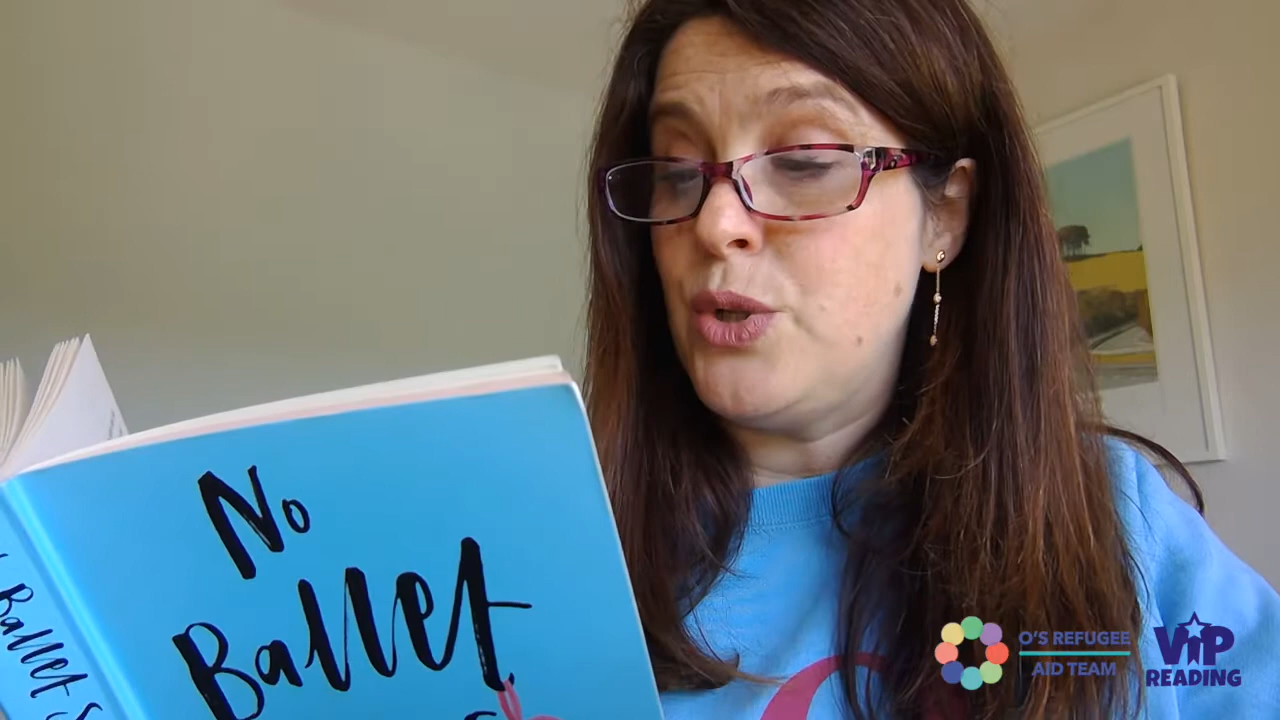 No
Ballet
Ballet S
O'S REFUGEE
AID TEAM
VIP
READING